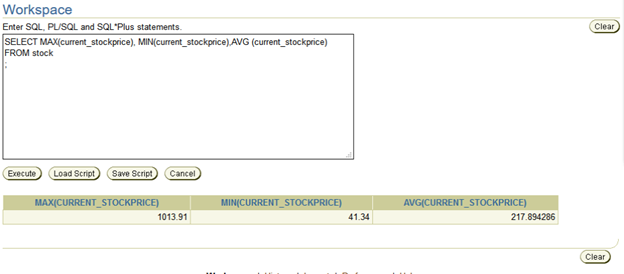 Workspace
Enter SQL, PL/SQL and SQL*Plus statements.
Clear
SELECT MAX(current_stockprice), MIN(current_stockprice),AVG (current_stockprice)
FROM stock
;
Execute Load Script Save Script Cancel
MAX(CURRENT_STOCKPRICE) MIN(CURRENT_STOCKPRICE) AVG(CURRENT_STOCKPRICE)
1013.91 41.34 217.894286
Clear